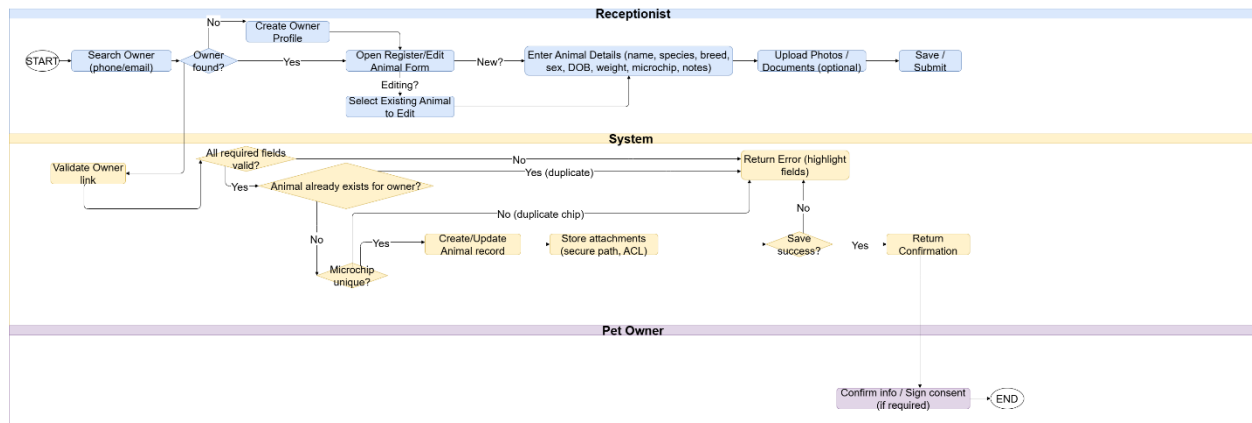 Receptionist
No
Create Owner
Profile
START
Search Owner
(phone/email)
Owner
found?
Yes
Open Register/Edit
Animal Form
New?
Enter Animal Details (name, species, breed,
sex, DOB, weight, microchip, notes)
Upload Photos /
Documents (optional)
Save /
Submit
Editing?
Select Existing Animal
to Edit
System
Validate Owner
link
All required fields
valid?
No
Return Error (highlight
fields)
Yes
Animal already exists for owner?
Yes (duplicate)
No (duplicate chip)
No
No
Microchip
unique?
Yes
Create/Update
Animal record
Store attachments
(secure path, ACL)
Save
success?
Yes
Return
Confirmation
Pet Owner
Confirm info / Sign consent
(if required)
END